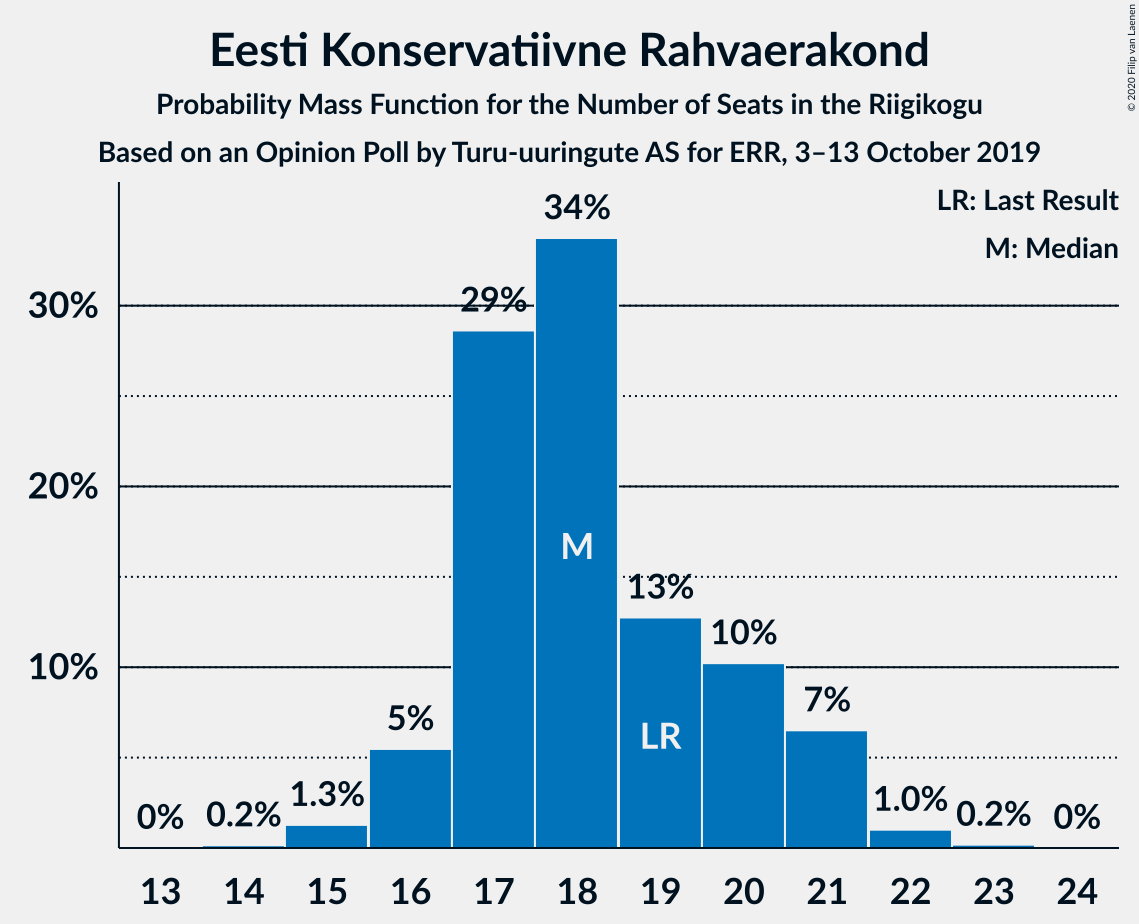 Eesti Konservatiivne Rahvaerakond
Probability Mass Function for the Number of Seats in the Riigikogu
Based on an Opinion Poll by Turu-uuringute AS for ERR, 3–13 October 2019
© 2020 Filip van Laenen
LR: Last Result
M: Median
34%
29%
30%
20%
M
13%
10%
10%
7%
5%
LR
1.3%
1.0%
0%
0.2%
0.2%
0%
13 14 15 16 17 18 19 20 21 22 23 24